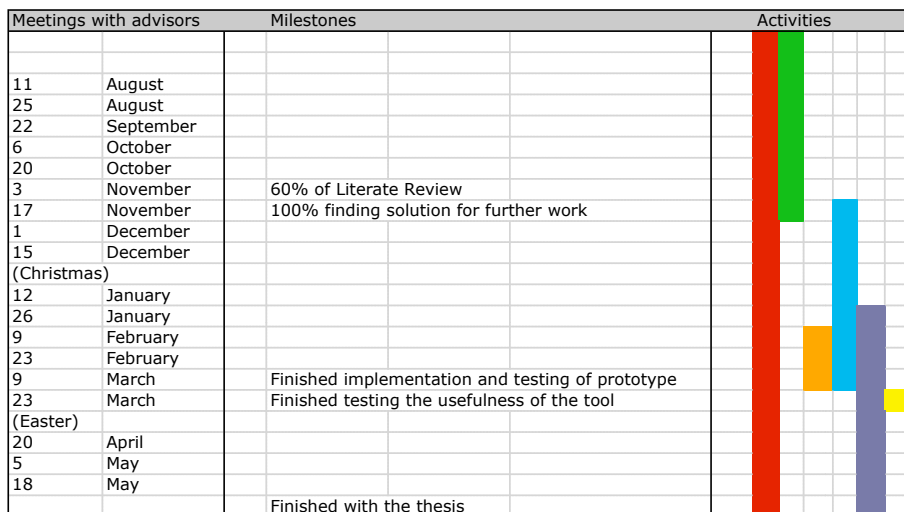 Meetings with advisors Milestones Activities
11 August
25 August
22 September
6 October
20 October
3 November 60% of Literate Review
17 November 100% finding solution for further work
1 December
15 December
(Christmas)
12 January
26 January
9 February
23 February
9 March Finished implementation and testing of prototype
23 March Finished testing the usefulness of the tool
(Easter)
20 April
5 May
18 May
Finished with the thesis